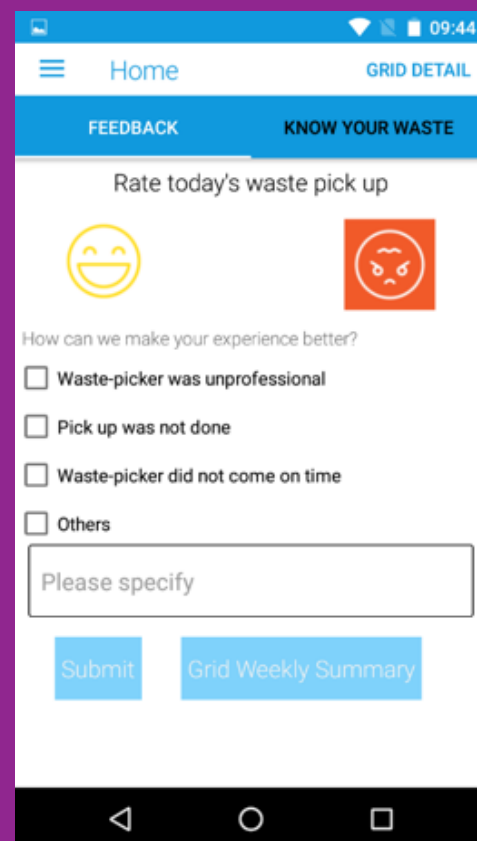 09:44
Home
GRID DETAIL
FEEDBACK
KNOW YOUR WASTE
Rate today's waste pick up
How can we make your experience better?
Waste-picker was unprofessional
Pick up was not done
Waste-picker did not come on time
Others
Please specify
Submit
Grid Weekly Summary